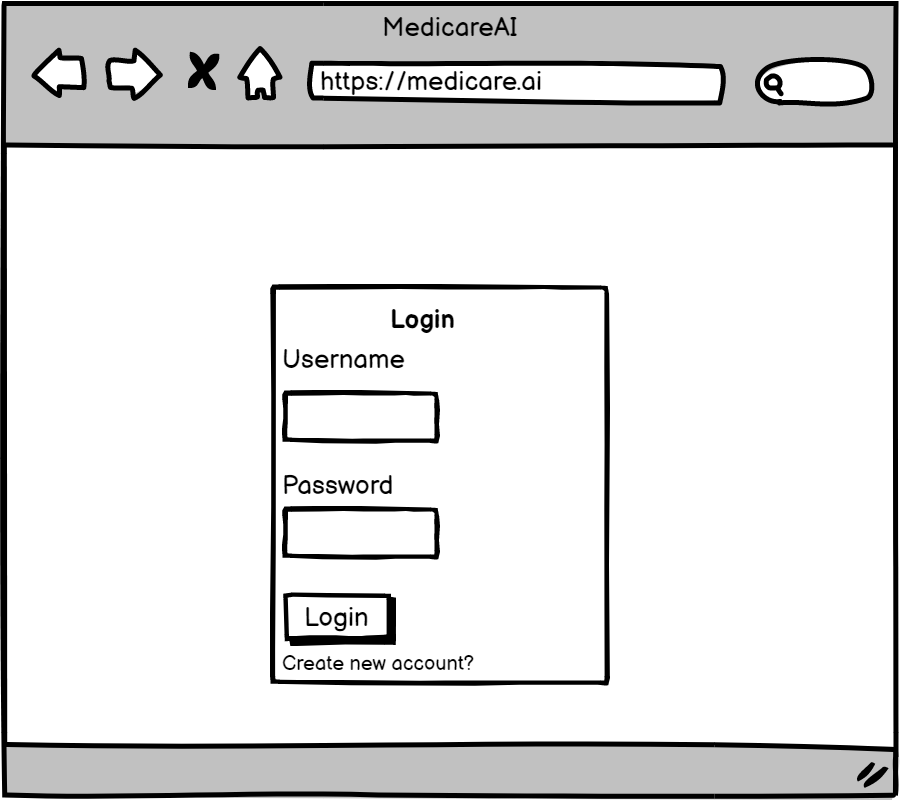 MedicareAI
https://medicare.ai
Login
Username
Password
Login
Create new account?